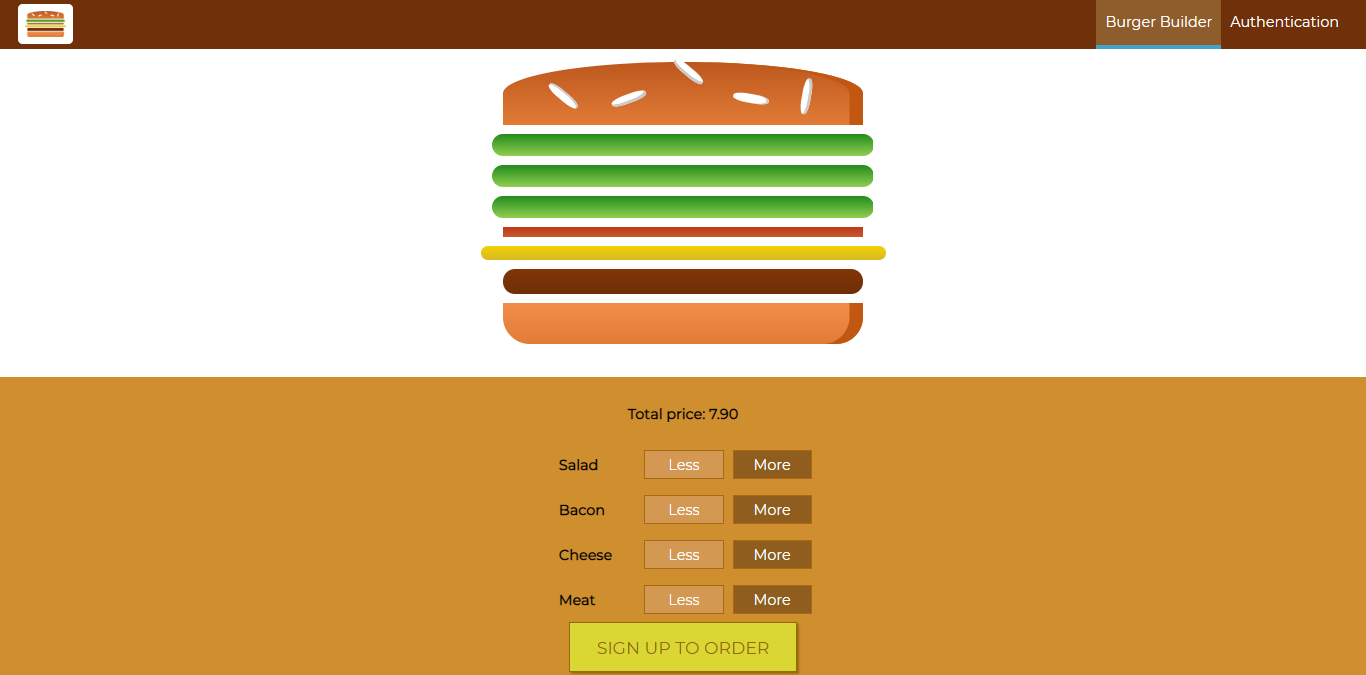 Burger Builder Authentication
Total price: 7.90
Salad Less More
Bacon Less More
Cheese Less More
Meat Less More
SIGN UP TO ORDER